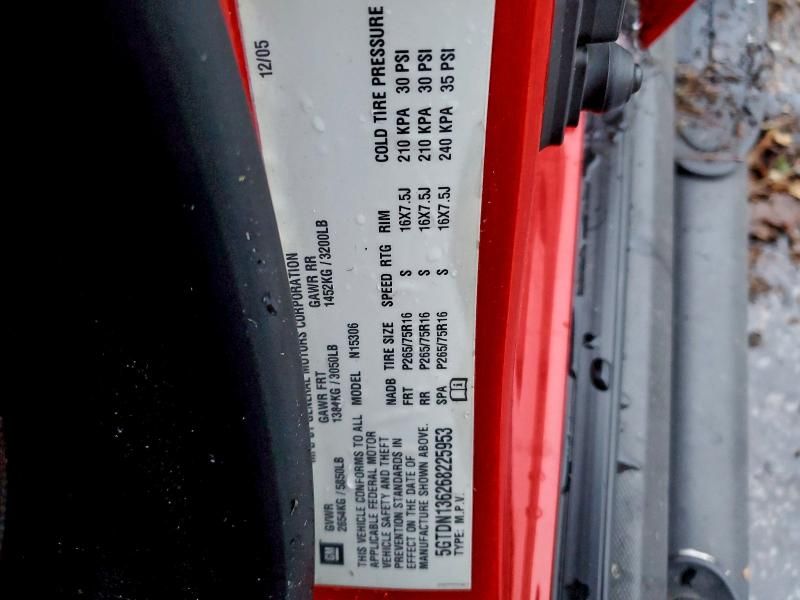 MF'D BY GENERAL MOTORS CORPORATION
12/05
GM
GVWR GAWR FRT GAWR RR
2654KG / 5850LB 1384KG / 3050LB 1452KG / 3200LB
THIS VEHICLE CONFORMS TO ALL
APPLICABLE FEDERAL MOTOR
VEHICLE SAFETY AND THEFT
PREVENTION STANDARDS IN
EFFECT ON THE DATE OF
MANUFACTURE SHOWN ABOVE.
5GTDN136268225953
TYPE: M.P.V.
MODEL N15306
NADB TIRE SIZE SPEED RTG RIM COLD TIRE PRESSURE
FRT P265/75R16 S 16X7.5J 210 KPA 30 PSI
RR P265/75R16 S 16X7.5J 210 KPA 30 PSI
SPA P265/75R16 S 16X7.5J 240 KPA 35 PSI